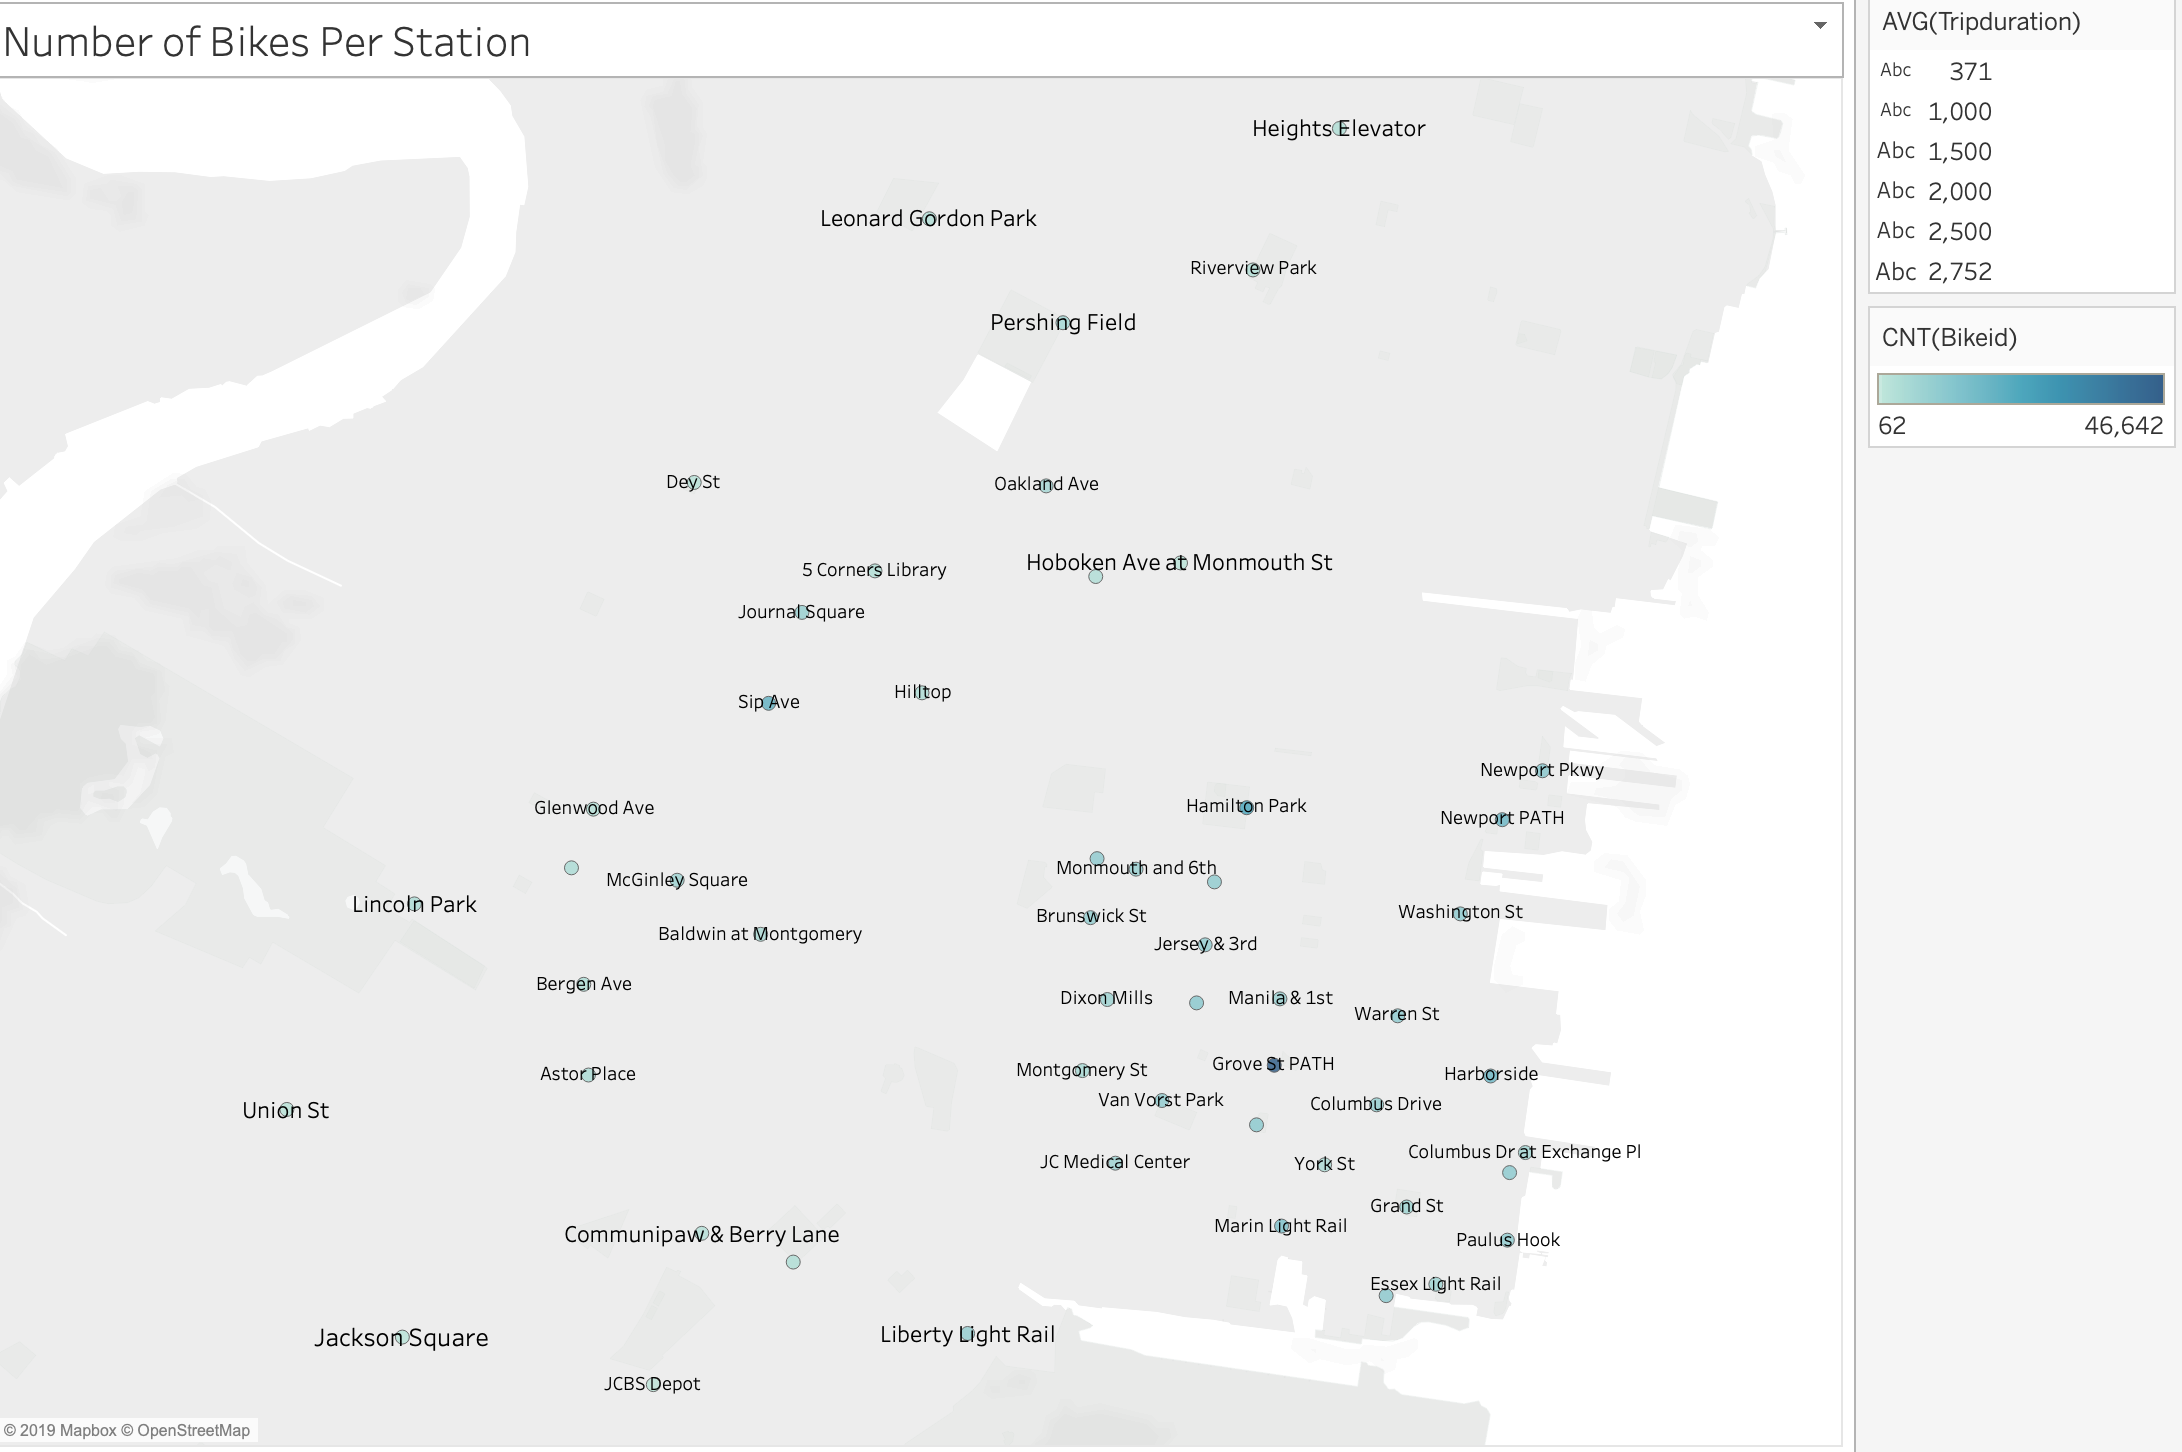 Number of Bikes Per Station
Heights Elevator
Leonard Gordon Park
Riverview Park
Pershing Field
Dey St
Oakland Ave
Hoboken Ave at Monmouth St
5 Corners Library
Journal Square
Hilltop
Sip Ave
Newport Pkwy
Hamilton Park
Glenwood Ave
Newport PATH
Monmouth and 6th
McGinley Square
Lincoln Park
Washington St
Brunswick St
Baldwin at Montgomery
Jersey & 3rd
Bergen Ave
Dixon Mills
Manila & 1st
Warren St
Grove St PATH
Montgomery St
Astor Place
Harborside
Van Vorst Park
Columbus Drive
Union St
Columbus Dr at Exchange Pl
JC Medical Center
York St
Grand St
Marin Light Rail
Communipaw & Berry Lane
Paulus Hook
Essex Light Rail
Liberty Light Rail
Jackson Square
JCBS Depot
© 2019 Mapbox © OpenStreetMap
AVG(Tripduration)
Abc 371
Abc 1,000
Abc 1,500
Abc 2,000
Abc 2,500
Abc 2,752
CNT(Bikeid)
62 46,642